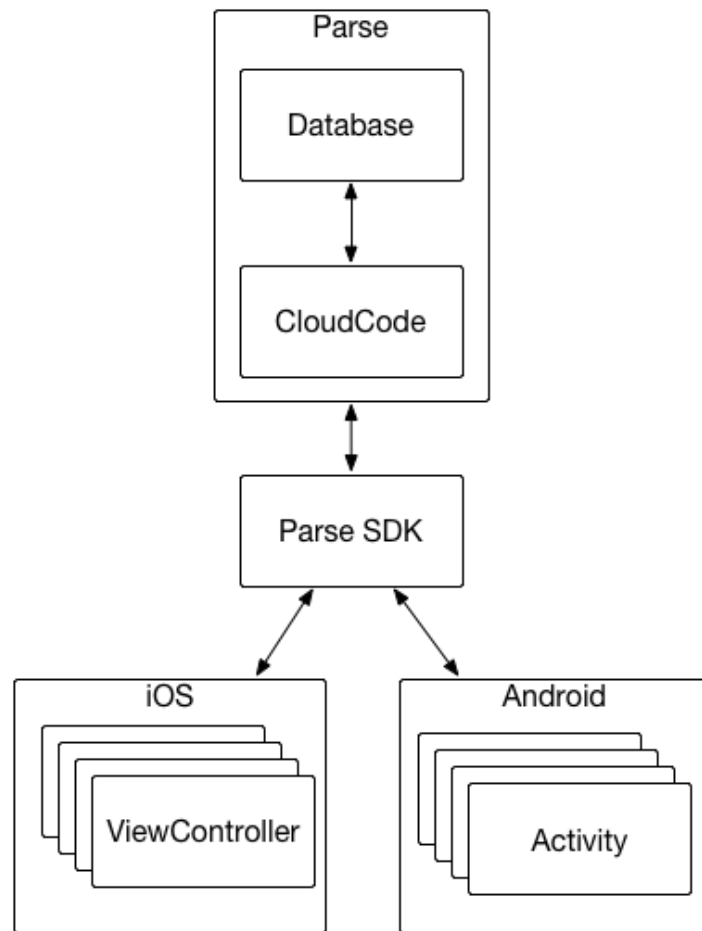 Parse
Database
CloudCode
Parse SDK
iOS
ViewController
Android
Activity